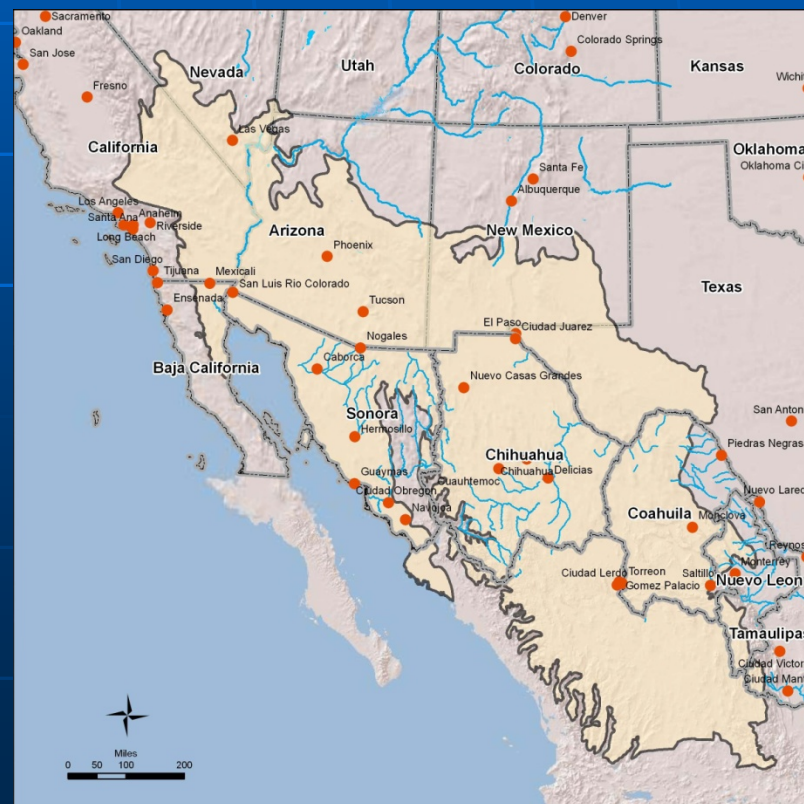 Sacramento
Denver
Oakland
Colorado Springs
San Jose
Nevada
Utah
Colorado
Kansas
Fresno
Las Vegas
California
Oklahoma
Oklahoma Ci
Santa Fe
Albuquerque
Los Angeles
Santa Ana
Anaheim
Riverside
Long Beach
Arizona
New Mexico
Phoenix
San Diego
Tijuana
Mexicali
San Luis Rio Colorado
Texas
Ensenada
Tucson
El Paso
Ciudad Juarez
Nogales
Baja California
Caborca
Nuevo Casas Grandes
Sonora
San Anton
Hermosillo
Piedras Negras
Chihuahua
Guaymas
Cuauhtemoc
Chihuahua
Delicias
Ciudad Obregon
Nuevo Lared
Navojoa
Coahuila
Monclova
Reynos
Ciudad Lerdo
Torreon
Gomez Palacio
Saltillo
Monterrey
Nuevo Leon
Tamaulipas
Ciudad Victor
Ciudad Mant
Miles
0 50 100 200